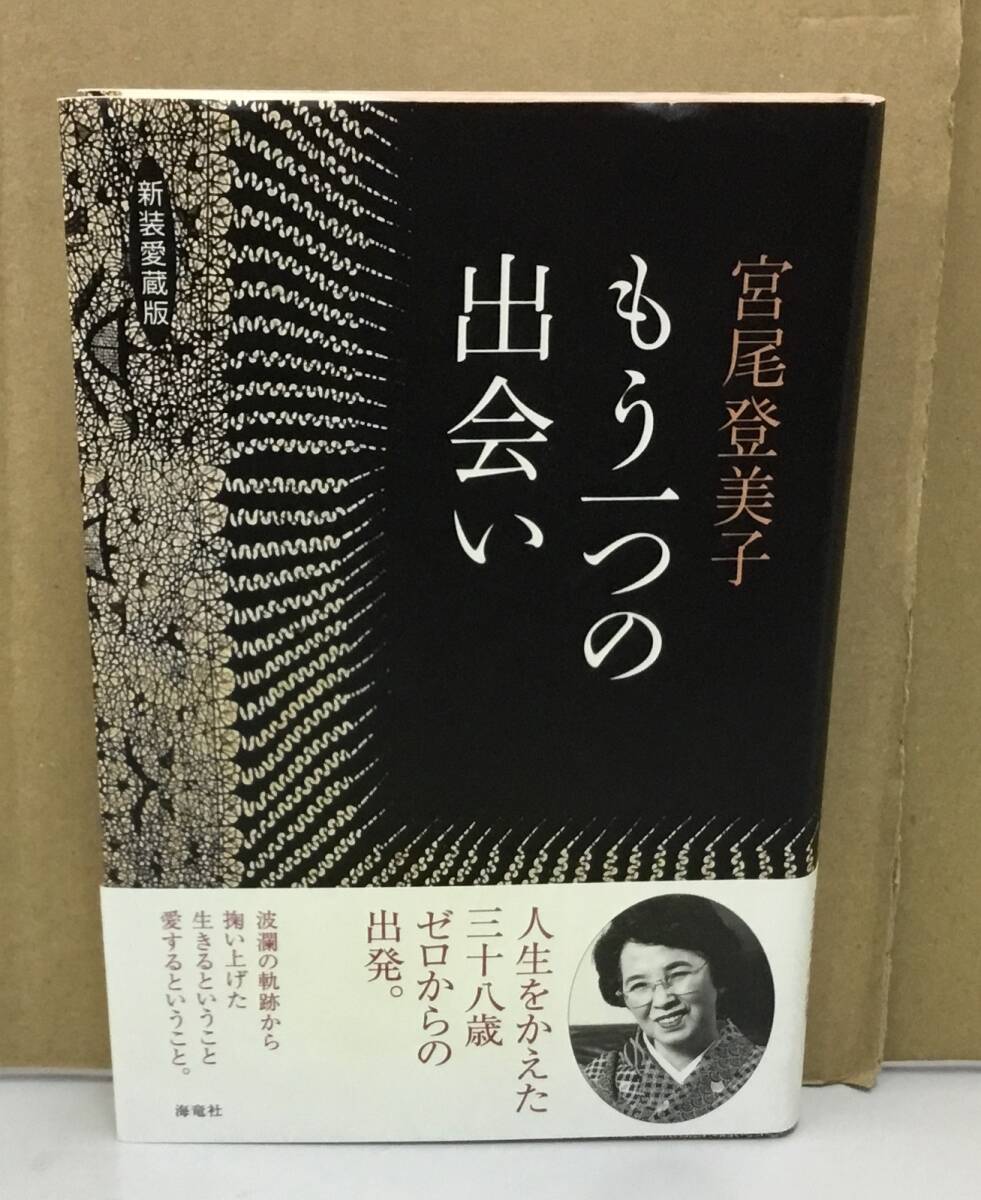 宮尾登美子
もう一つの
出会い
新装愛蔵版
人生をかえた
三十八歳
ゼロからの
出発。
波瀾の軌跡から
掬い上げた
生きるということ
愛するということ。
海竜社